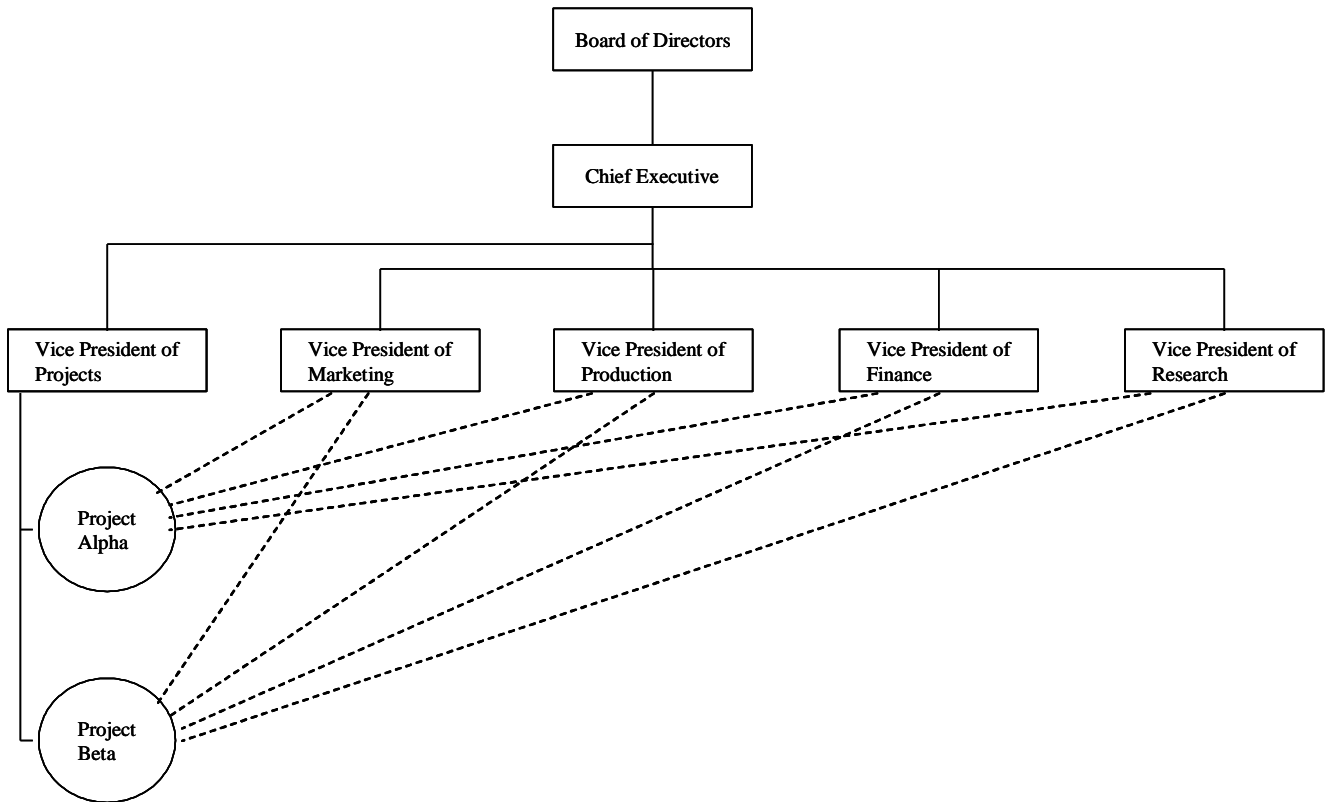 Board of Directors
Chief Executive
Vice President of
Projects
Vice President of
Marketing
Vice President of
Production
Vice President of
Finance
Vice President of
Research
Project
Alpha
Project
Beta